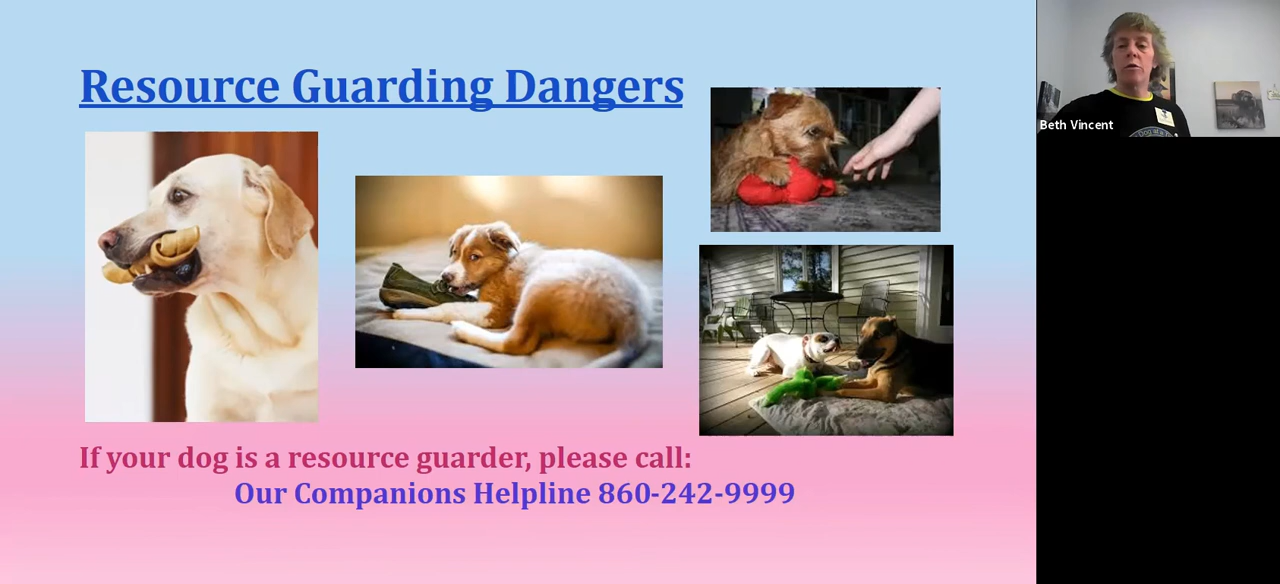 Resource Guarding Dangers
If your dog is a resource guarder, please call:
Our Companions Helpline 860-242-9999
Beth Vincent